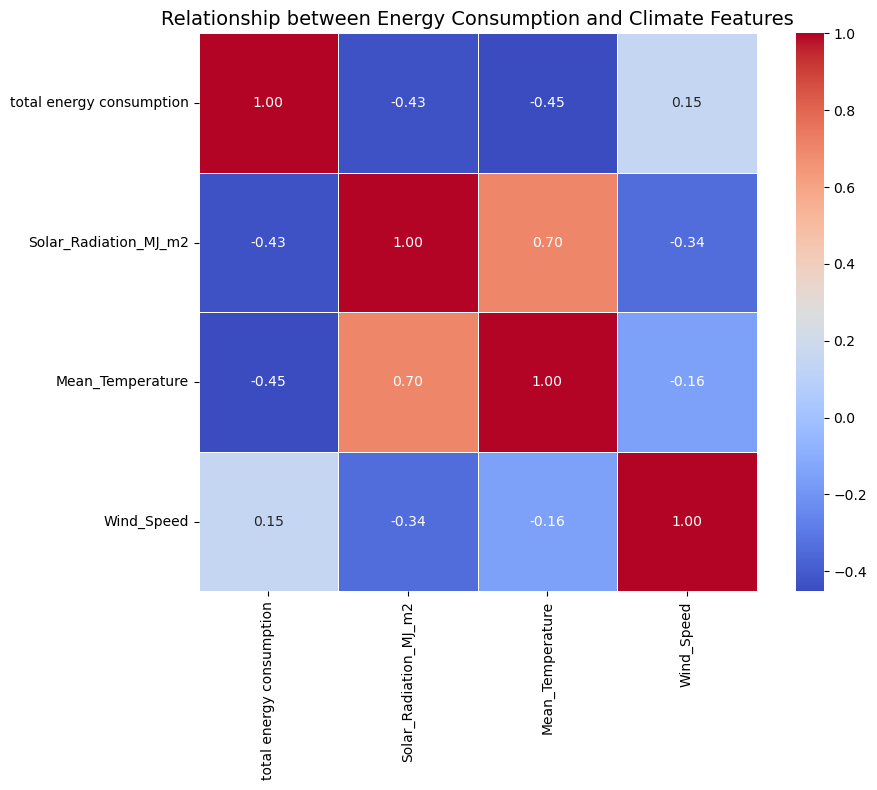 Relationship between Energy Consumption and Climate Features
total energy consumption
1.00
-0.43
-0.45
0.15
Solar_Radiation_MJ_m2
-0.43
1.00
0.70
-0.34
Mean_Temperature
-0.45
0.70
1.00
-0.16
Wind_Speed
0.15
-0.34
-0.16
1.00
total energy consumption
Solar_Radiation_MJ_m2
Mean_Temperature
Wind_Speed
1.0
0.8
0.6
0.4
0.2
0.0
−0.2
−0.4